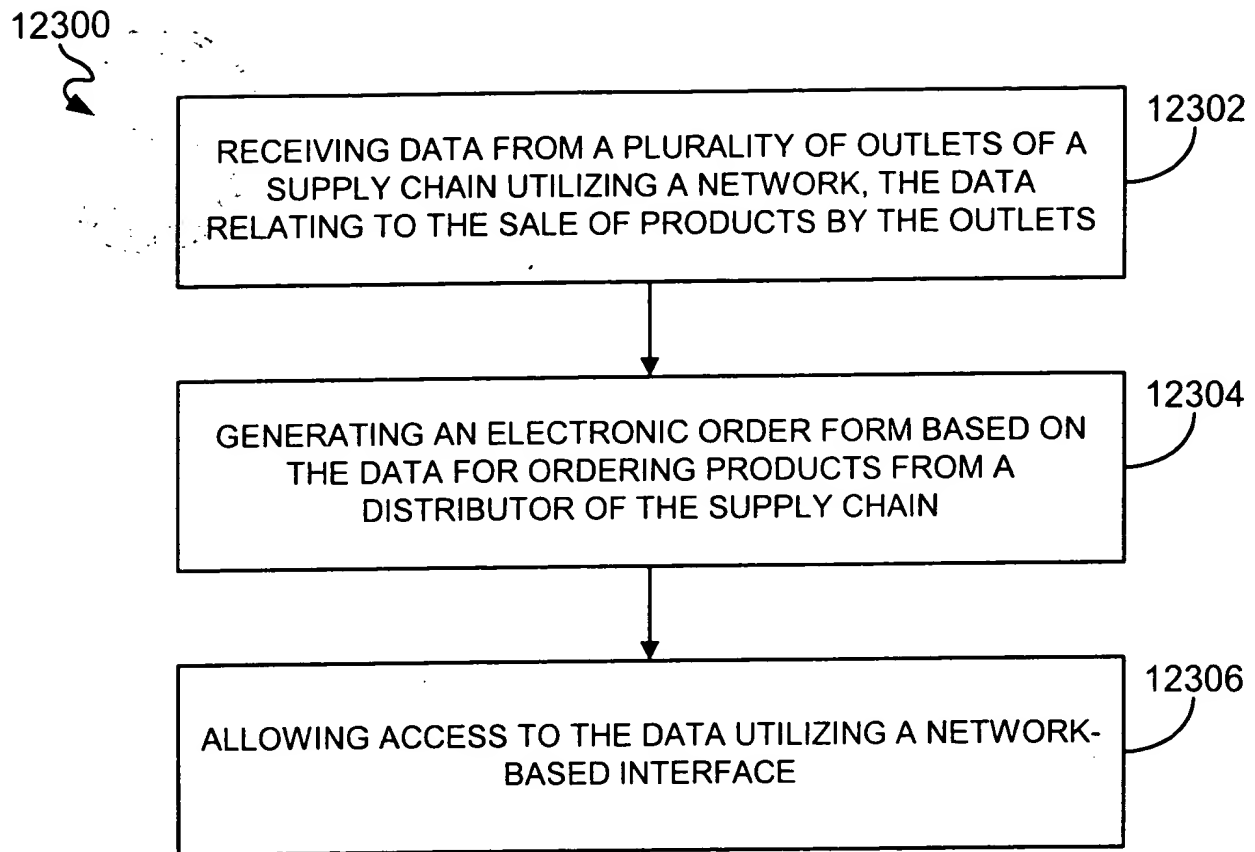 12300
12302
RECEIVING DATA FROM A PLURALITY OF OUTLETS OF A
SUPPLY CHAIN UTILIZING A NETWORK, THE DATA
RELATING TO THE SALE OF PRODUCTS BY THE OUTLETS
12304
GENERATING AN ELECTRONIC ORDER FORM BASED ON
THE DATA FOR ORDERING PRODUCTS FROM A
DISTRIBUTOR OF THE SUPPLY CHAIN
12306
ALLOWING ACCESS TO THE DATA UTILIZING A NETWORK-
BASED INTERFACE